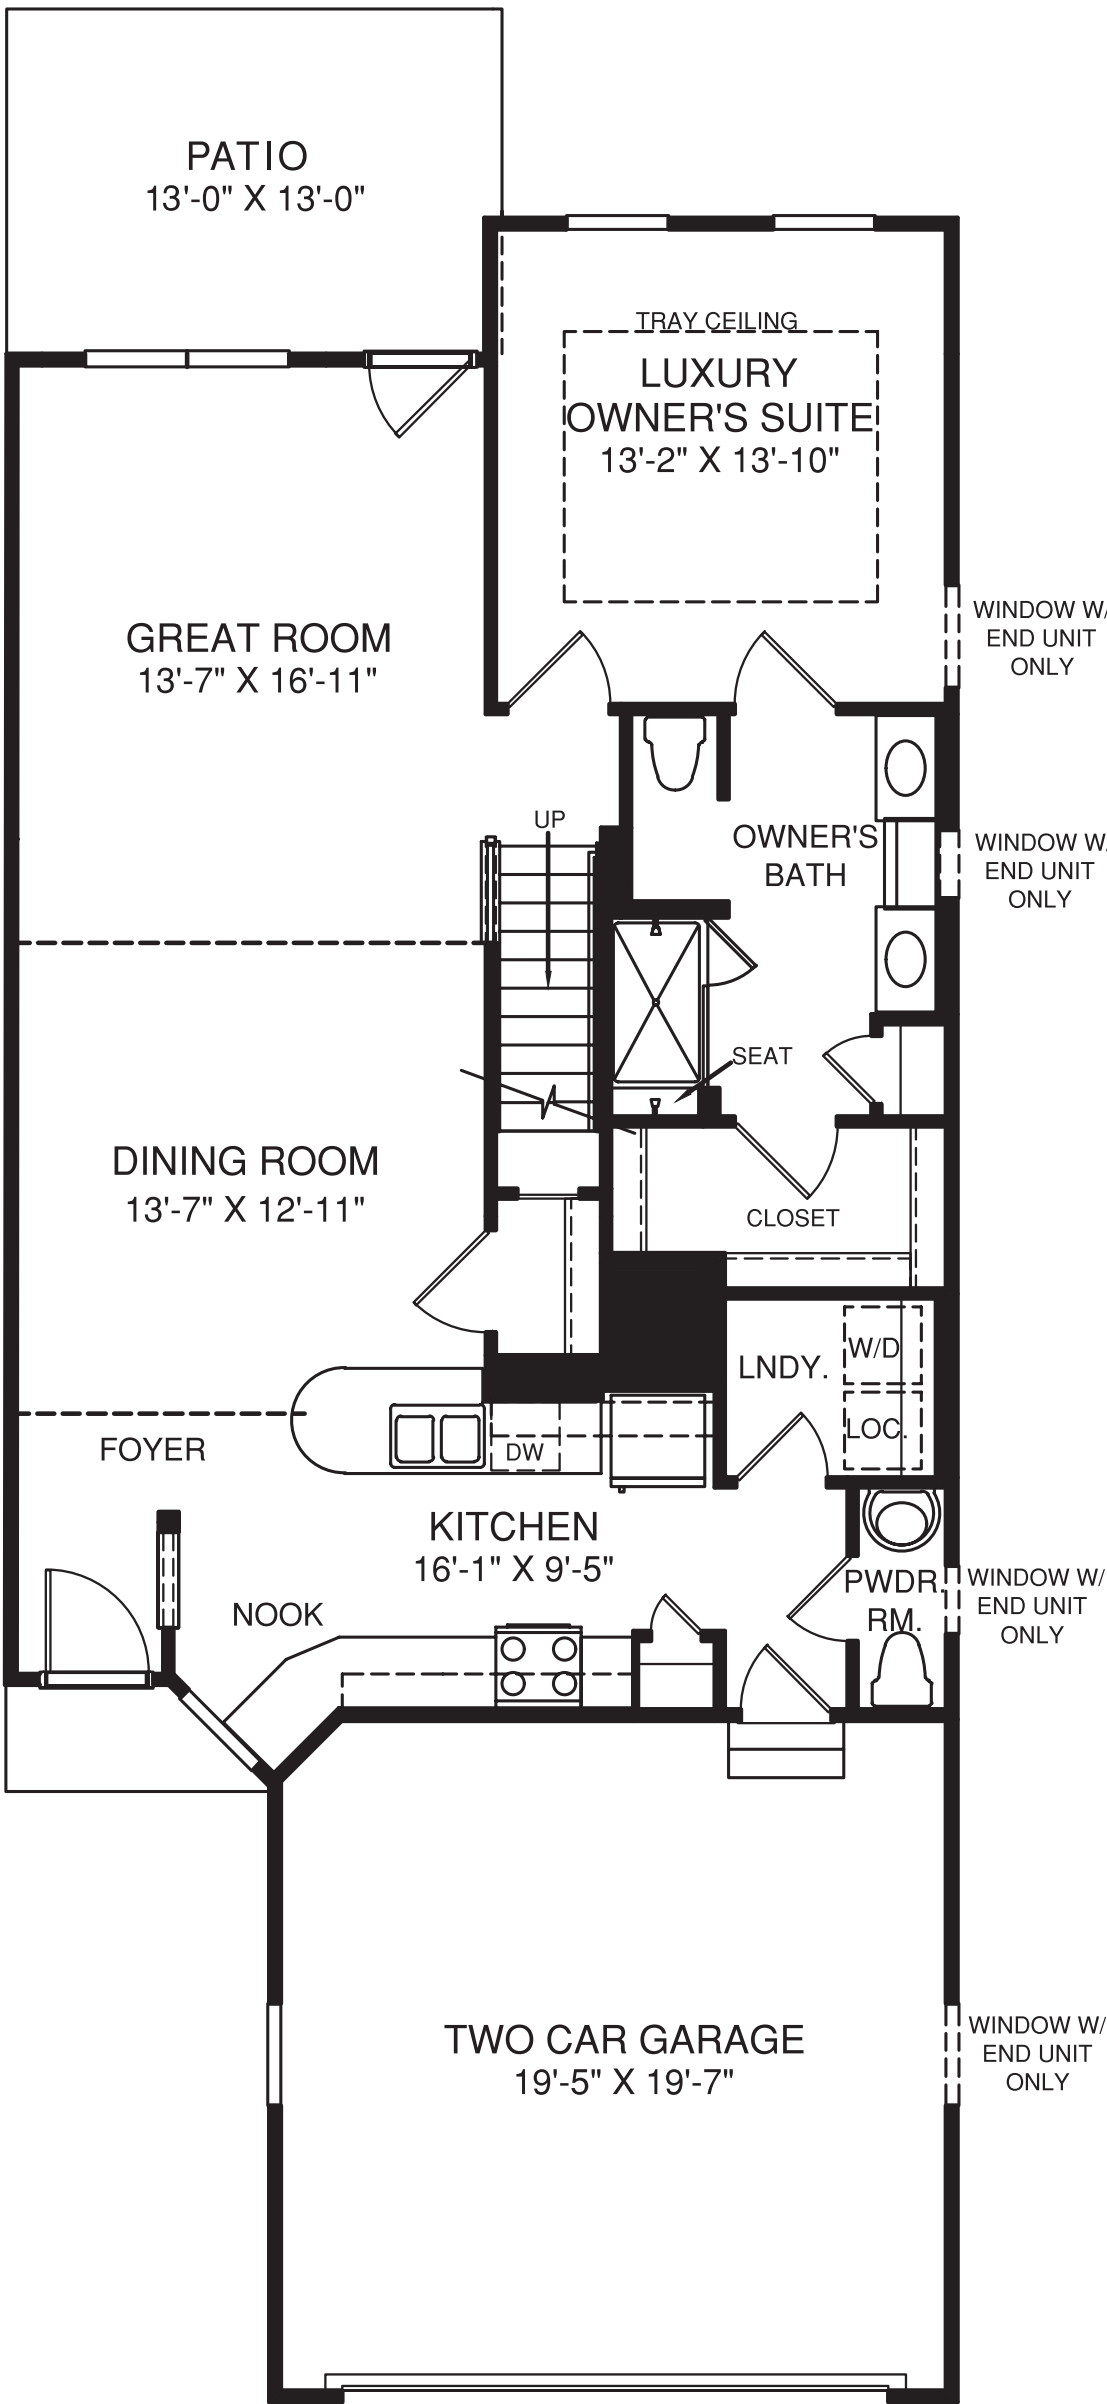 PATIO
13'-0" X 13'-0"
TRAY CEILING
LUXURY
OWNER'S SUITE
13'-2" X 13'-10"
WINDOW W/
END UNIT
ONLY
GREAT ROOM
13'-7" X 16'-11"
UP
OWNER'S
BATH
WINDOW W/
END UNIT
ONLY
SEAT
DINING ROOM
13'-7" X 12'-11"
CLOSET
W/D
LNDY.
LOC.
FOYER
DW
KITCHEN
16'-1" X 9'-5"
NOOK
PWDR.
RM.
WINDOW W/
END UNIT
ONLY
TWO CAR GARAGE
19'-5" X 19'-7"
WINDOW W/
END UNIT
ONLY